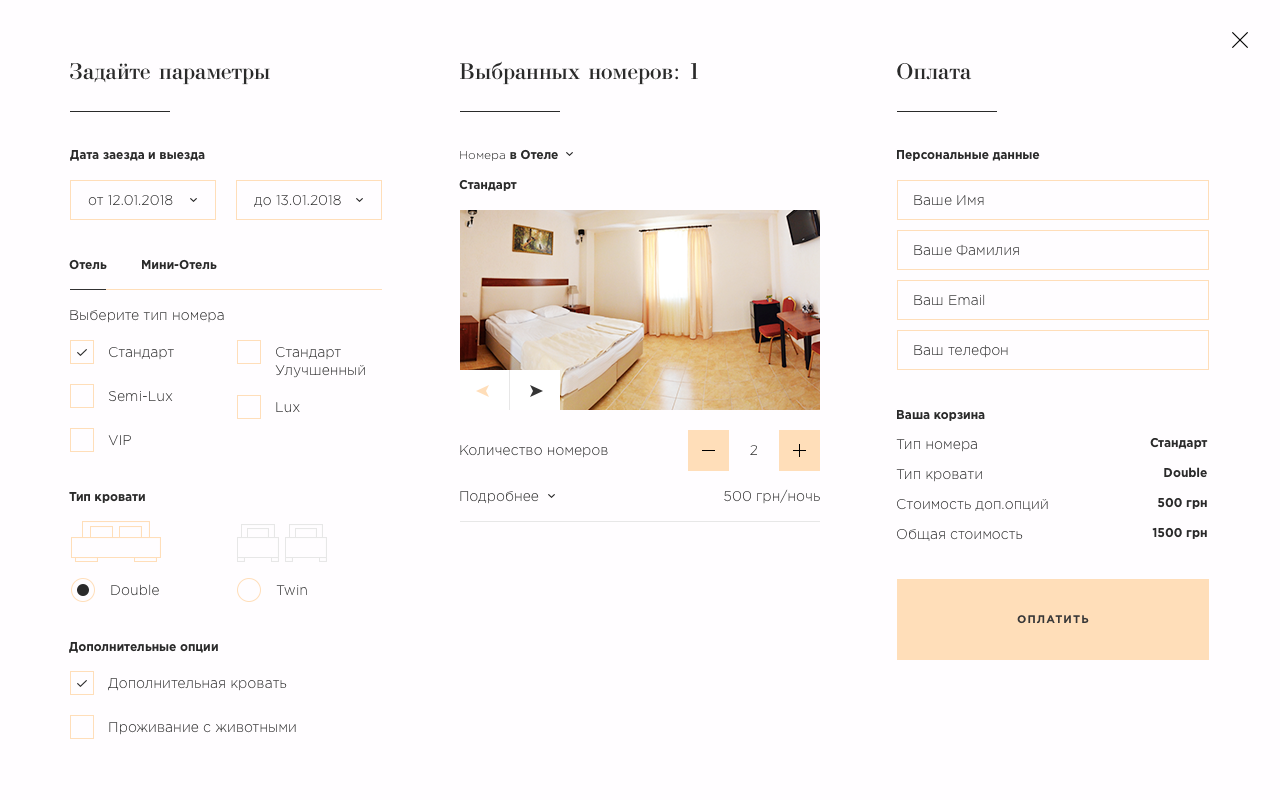 Задайте параметры
Дата заезда и выезда
от 12.01.2018
до 13.01.2018
Отель
Мини-Отель
Выберите тип номера
Стандарт
Стандарт
Улучшенный
Semi-Lux
Lux
VIP
Тип кровати
Double
Twin
Дополнительные опции
Дополнительная кровать
Проживание с животными
Выбранных номеров: 1
Номера в Отеле
Стандарт
Количество номеров
2
Подробнее
500 грн/ночь
Оплата
Персональные данные
Ваше Имя
Ваше Фамилия
Ваш Email
Ваш телефон
Ваша корзина
Тип номера Стандарт
Тип кровати Double
Стоимость доп.опций 500 грн
Общая стоимость 1500 грн
ОПЛАТИТЬ